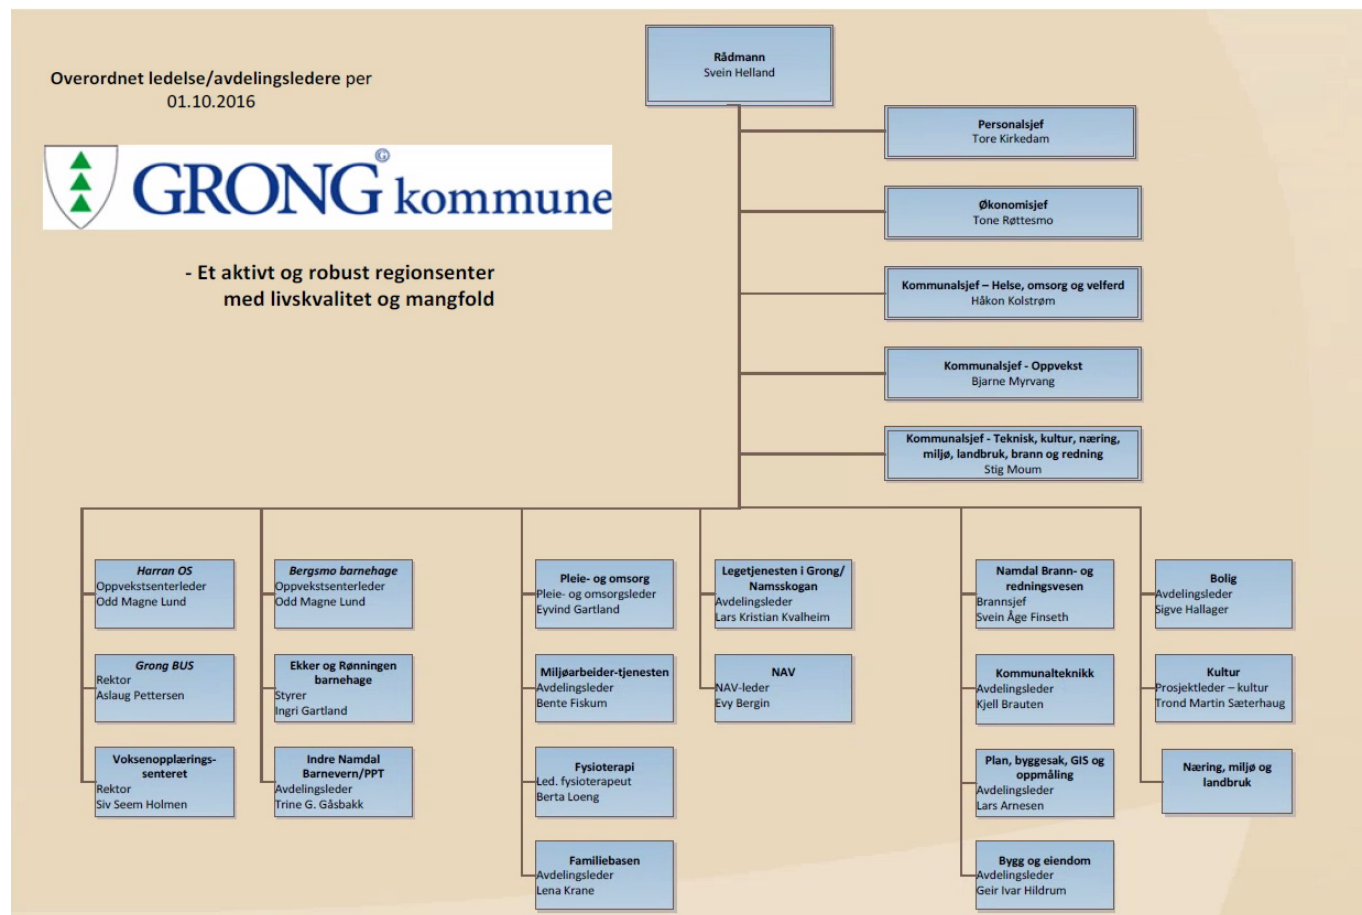 Overordnet ledelse/avdelingsledere per
01.10.2016
GRONG© kommune
- Et aktivt og robust regionsenter
med livskvalitet og mangfold
Rådmann
Svein Helland
Personalsjef
Tore Kirkedam
Økonomisjef
Tone Røttesmo
Kommunalsjef – Helse, omsorg og velferd
Håkon Kolstrøm
Kommunalsjef - Oppvekst
Bjarne Myrvang
Kommunalsjef - Teknisk, kultur, næring,
miljø, landbruk, brann og redning
Stig Moum
Harran OS
Oppvekstsenterleder
Odd Magne Lund
Grong BUS
Rektor
Aslaug Pettersen
Voksenopplærings-
senteret
Rektor
Siv Seem Holmen
Bergsmo barnehage
Oppvekstsenterleder
Odd Magne Lund
Ekker og Rønningen
barnehage
Styrer
Ingri Gartland
Indre Namdal
Barnevern/PPT
Avdelingsleder
Trine G. Gåsbakk
Pleie- og omsorg
Pleie- og omsorgsleder
Eyvind Gartland
Miljøarbeider-tjenesten
Avdelingsleder
Bente Fiskum
Fysioterapi
Led. fysioterapeut
Berta Loeng
Familiebasen
Avdelingsleder
Lena Krane
Legetjenesten i Grong/
Namsskogan
Avdelingsleder
Lars Kristian Kvalheim
NAV
NAV-leder
Evy Bergin
Namdal Brann- og
redningsvesen
Brannsjef
Svein Åge Finseth
Kommunalteknikk
Avdelingsleder
Kjell Brauten
Plan, byggesak, GIS og
oppmåling
Avdelingsleder
Lars Arnesen
Bygg og eiendom
Avdelingsleder
Geir Ivar Hildrum
Bolig
Avdelingsleder
Sigve Hallager
Kultur
Prosjektleder – kultur
Trond Martin Sæterhaug
Næring, miljø og
landbruk